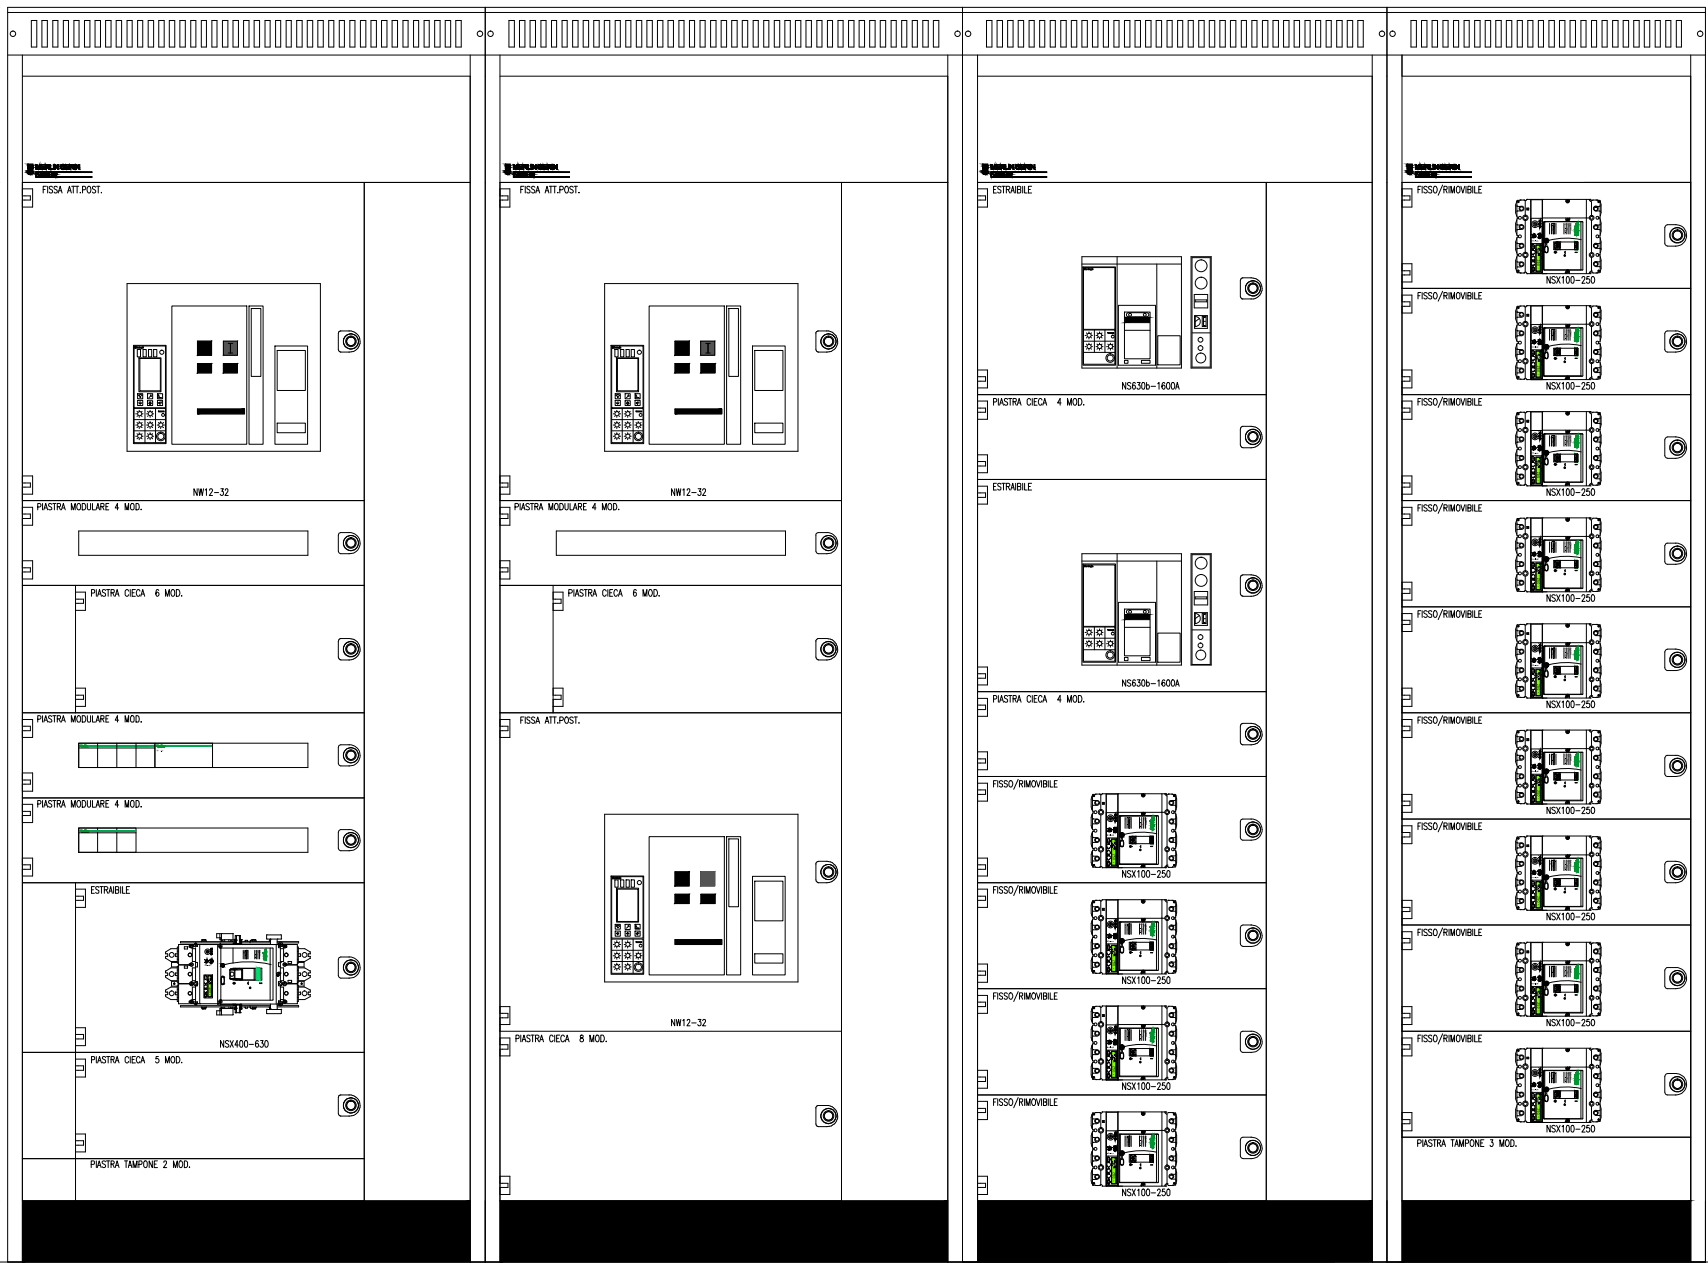 FISSA ATT.POST.
NW12-32
PIASTRA MODULARE 4 MOD.
PIASTRA CIECA 6 MOD.
PIASTRA MODULARE 4 MOD.
PIASTRA MODULARE 4 MOD.
ESTRAIBILE
NSX400-630
PIASTRA CIECA 5 MOD.
PIASTRA TAMPONE 2 MOD.
FISSA ATT.POST.
NW12-32
PIASTRA MODULARE 4 MOD.
PIASTRA CIECA 6 MOD.
FISSA ATT.POST.
NW12-32
PIASTRA CIECA 8 MOD.
ESTRAIBILE
NS630b-1600A
PIASTRA CIECA 4 MOD.
ESTRAIBILE
NS630b-1600A
PIASTRA CIECA 4 MOD.
FISSO/RIMOVIBILE
NSX100-250
FISSO/RIMOVIBILE
NSX100-250
FISSO/RIMOVIBILE
NSX100-250
FISSO/RIMOVIBILE
NSX100-250
FISSO/RIMOVIBILE
NSX100-250
FISSO/RIMOVIBILE
NSX100-250
FISSO/RIMOVIBILE
NSX100-250
FISSO/RIMOVIBILE
NSX100-250
FISSO/RIMOVIBILE
NSX100-250
FISSO/RIMOVIBILE
NSX100-250
FISSO/RIMOVIBILE
NSX100-250
FISSO/RIMOVIBILE
NSX100-250
FISSO/RIMOVIBILE
NSX100-250
PIASTRA TAMPONE 3 MOD.